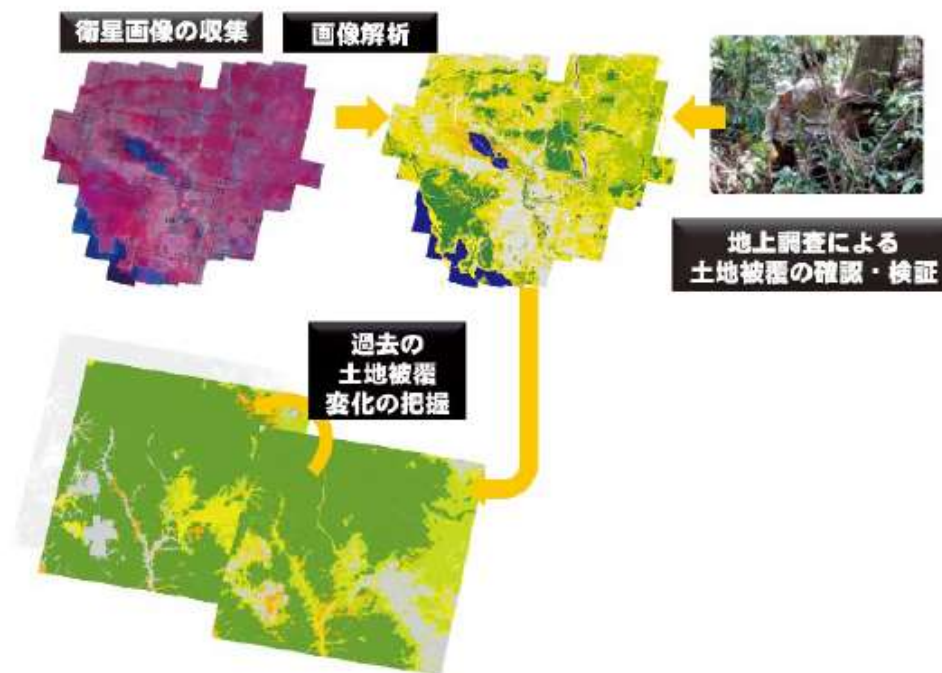 衛星画像の収集
画像解析
地上調査による
土地被覆の確認・検証
過去の
土地被覆
変化の把握